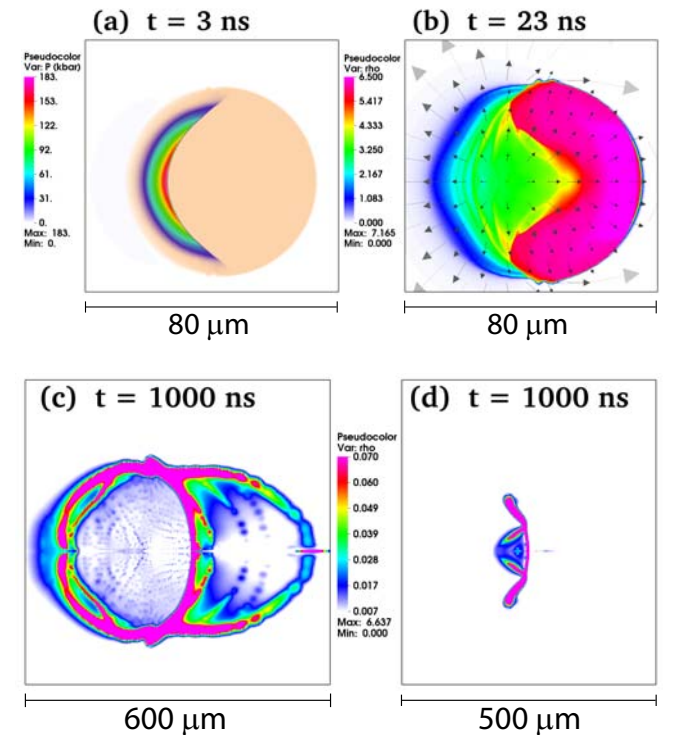 (a) t = 3 ns
(b) t = 23 ns
Pseudocolor
Var: P (kbar)
183.
153.
122.
92.
61.
31.
0.
Max: 183.
Min: 0.
Pseudocolor
Var: rho
6.500
5.417
4.333
3.250
2.167
1.083
0.000
Max: 7.165
Min: 0.000
80 μm
80 μm
(c) t = 1000 ns
(d) t = 1000 ns
Pseudocolor
Var: rho
0.070
0.060
0.049
0.039
0.028
0.017
0.007
Max: 6.637
Min: 0.000
600 μm
500 μm